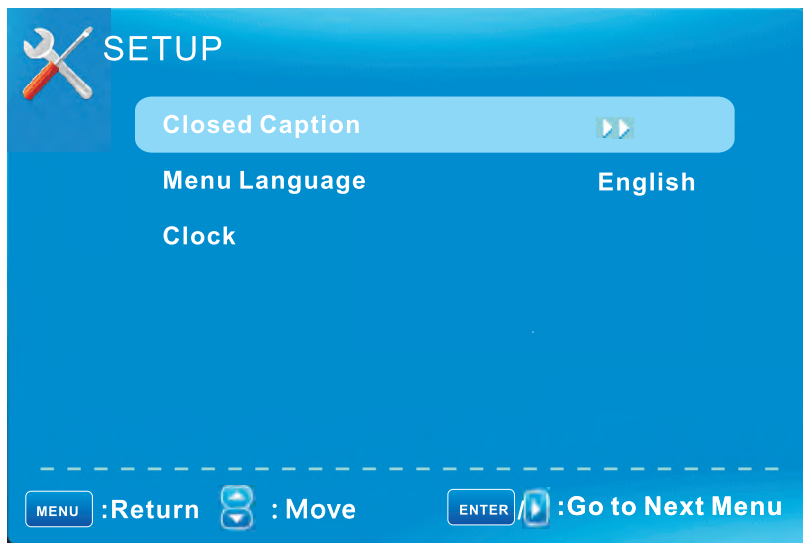 SETUP
Closed Caption
Menu Language English
Clock
MENU :Return : Move ENTER / :Go to Next Menu